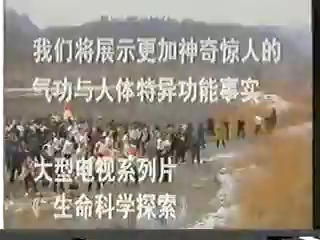 我们将展示更加神奇惊人的
气功与人体特异功能事实
大型电视系列片
《生命科学探索》